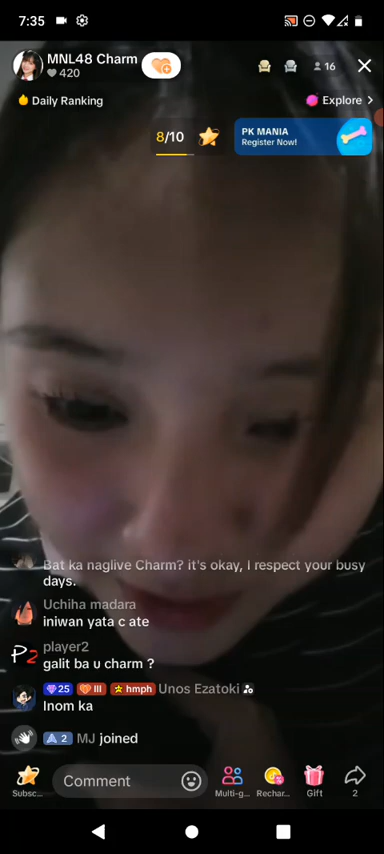 7:35
MNL48 Charm
420
16
Daily Ranking
Explore
8/10
PK MANIA
Register Now!
Bat ka naglive Charm? it's okay, I respect your busy
days.
Uchiha madara
iniwan yata c ate
P2 player2
galit ba u charm ?
25 III hmph Unos Ezatoki
Inom ka
2 MJ joined
Comment
Subsc... Multi-g... Rechar... Gift 2